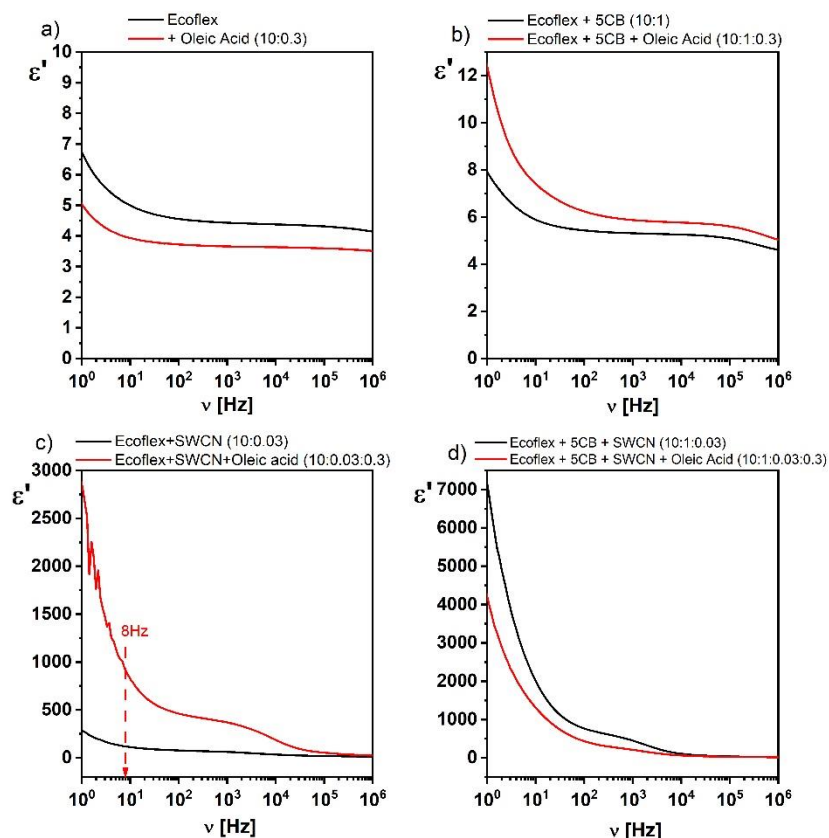 a)
Ecoflex
+ Oleic Acid (10:0.3)
ε'
10
9
8
7
6
5
4
3
2
1
0
10⁰ 10¹ 10² 10³ 10⁴ 10⁵ 10⁶
ν [Hz]
b)
Ecoflex + 5CB (10:1)
Ecoflex + 5CB + Oleic Acid (10:1:0.3)
ε'
12
10
8
6
4
2
0
10⁰ 10¹ 10² 10³ 10⁴ 10⁵ 10⁶
ν [Hz]
c)
Ecoflex+SWCN (10:0.03)
Ecoflex+SWCN+Oleic acid (10:0.03:0.3)
ε'
3000
2500
2000
1500
1000
500
0
8Hz
10⁰ 10¹ 10² 10³ 10⁴ 10⁵ 10⁶
ν [Hz]
d)
Ecoflex + 5CB + SWCN (10:1:0.03)
Ecoflex + 5CB + SWCN + Oleic Acid (10:1:0.03:0.3)
ε'
7000
6000
5000
4000
3000
2000
1000
0
10⁰ 10¹ 10² 10³ 10⁴ 10⁵ 10⁶
ν [Hz]